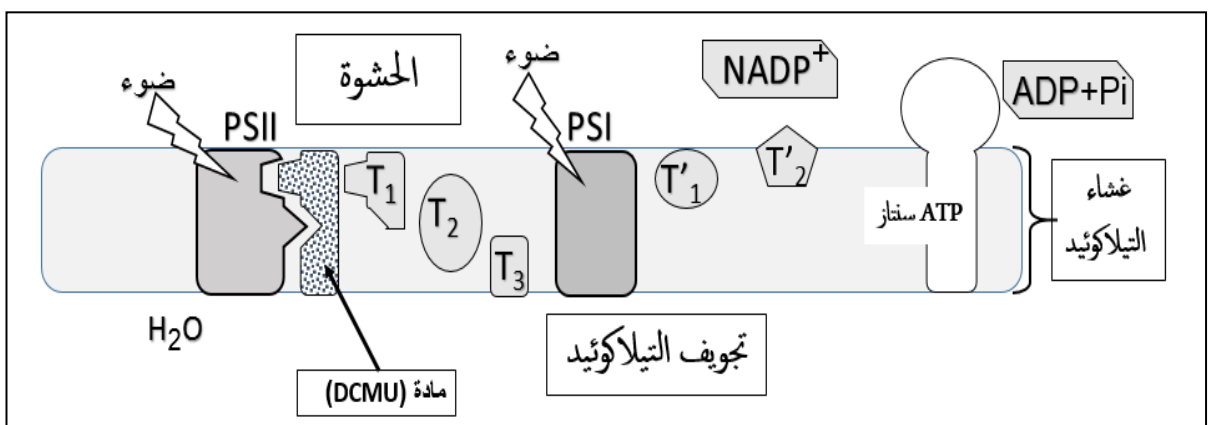 ضوء
PSII
الحشوة
ضوء
PSI
NADP+
ADP+Pi
T1
T2
T3
T'1
T'2
ATP سنتاز
غشاء
التيلاكوئيد
H2O
تجويف التيلاكوئيد
مادة (DCMU)